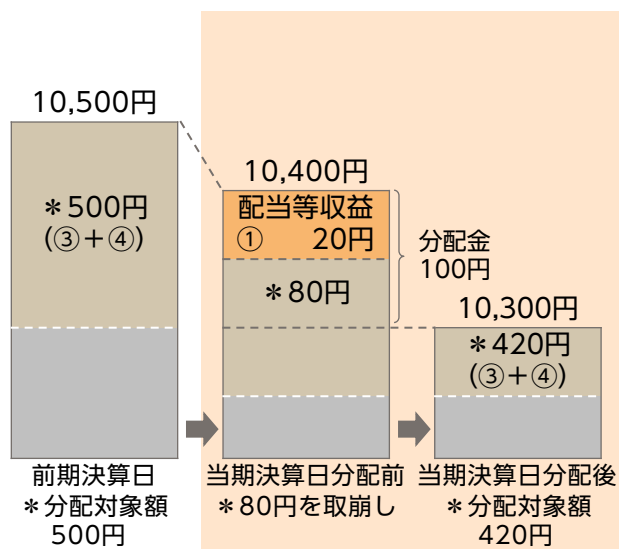 10,500円
＊500円
(③＋④)
10,400円
配当等収益
① 20円
＊80円
分配金
100円
10,300円
＊420円
(③＋④)
前期決算日
＊分配対象額
500円
当期決算日分配前
＊80円を取崩し
当期決算日分配後
＊分配対象額
420円